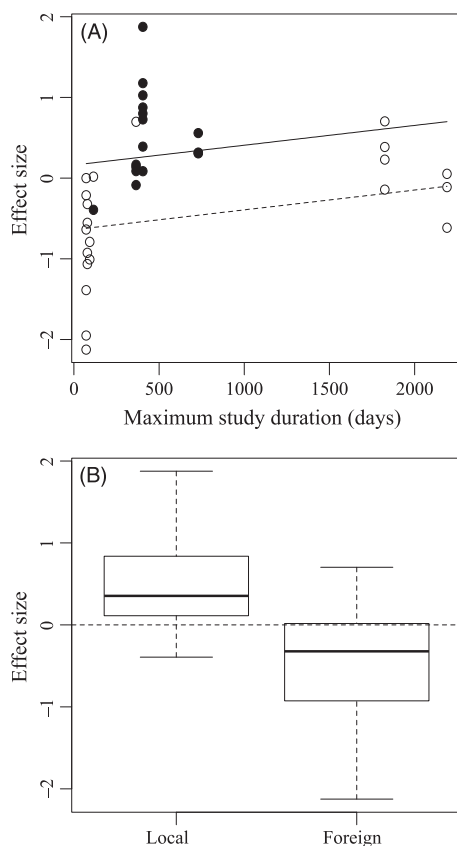 (A)
2
1
0
−1
−2
Effect size
0 500 1000 1500 2000
Maximum study duration (days)
(B)
2
1
0
−1
−2
Effect size
Local Foreign